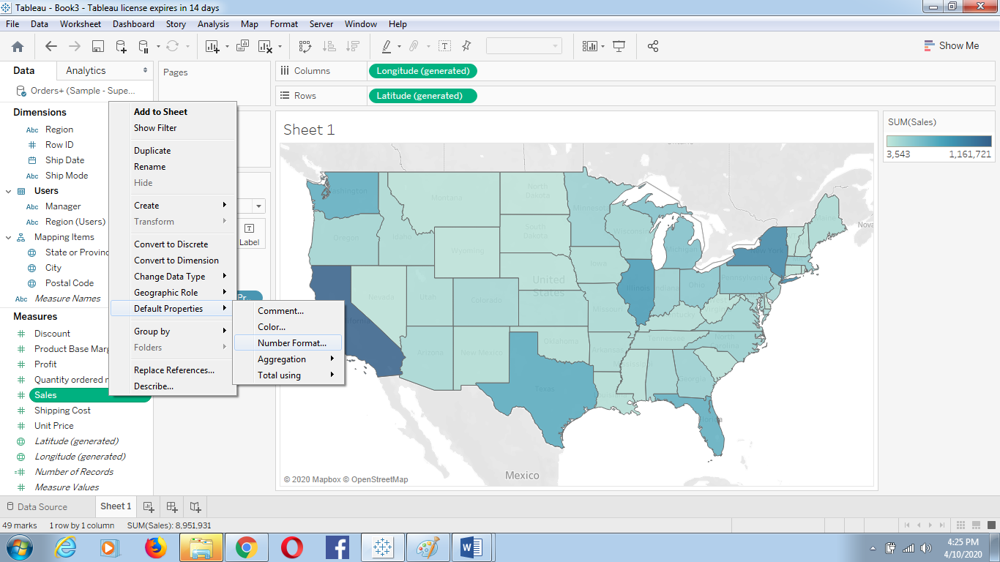 Tableau - Book3 - Tableau license expires in 14 days
File Data Worksheet Dashboard Story Analysis Map Format Server Window Help
Show Me
Data Analytics
Orders+ (Sample - Supe...
Pages
Columns Longitude (generated)
Rows Latitude (generated)
Dimensions
Abc Region
Row ID
Ship Date
Abc Ship Mode
Users
Abc Manager
Abc Region (Users)
Mapping Items
State or Provinc
City
Postal Code
Abc Measure Names
Measures
Discount
Product Base Marg
Profit
Quantity ordered n
Sales
Shipping Cost
Unit Price
Latitude (generated)
Longitude (generated)
Number of Records
Measure Values
Add to Sheet
Show Filter
Duplicate
Rename
Hide
Create
Transform
Convert to Discrete
Convert to Dimension
Change Data Type
Geographic Role
Default Properties
Group by
Folders
Replace References...
Describe...
Comment...
Color...
Number Format...
Aggregation
Total using
T
Label
Sheet 1
Washington
Montana
North
Dakota
Minnesota
Oregon
Idaho
South
Dakota
Wisconsin
Michigan
New York
Maine
Nova
Wyoming
Iowa
Nevada
Utah
Colorado
United
States
Illinois
Ohio
Pennsylvania
Missouri
Kentucky
Arizona
New Mexico
Oklahoma
Arkansas
Tennessee
North
Carolina
Mississippi
Georgia
Texas
Mexico
© 2020 Mapbox © OpenStreetMap
SUM(Sales)
3,543 1,161,721
Data Source Sheet 1
49 marks 1 row by 1 column SUM(Sales): 8,951,931
4:25 PM
4/10/2020